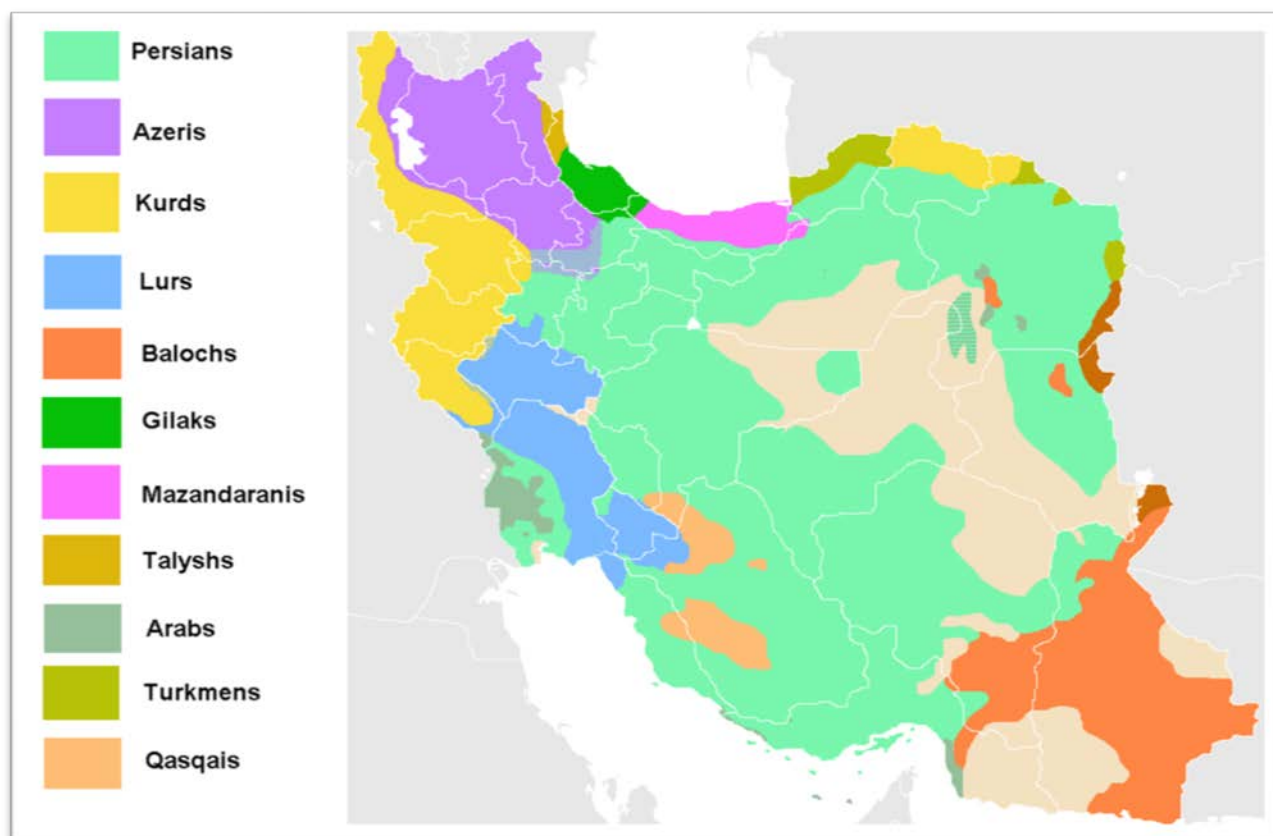 Persians
Azeris
Kurds
Lurs
Balochs
Gilaks
Mazandaranis
Talyshs
Arabs
Turkmens
Qasqais